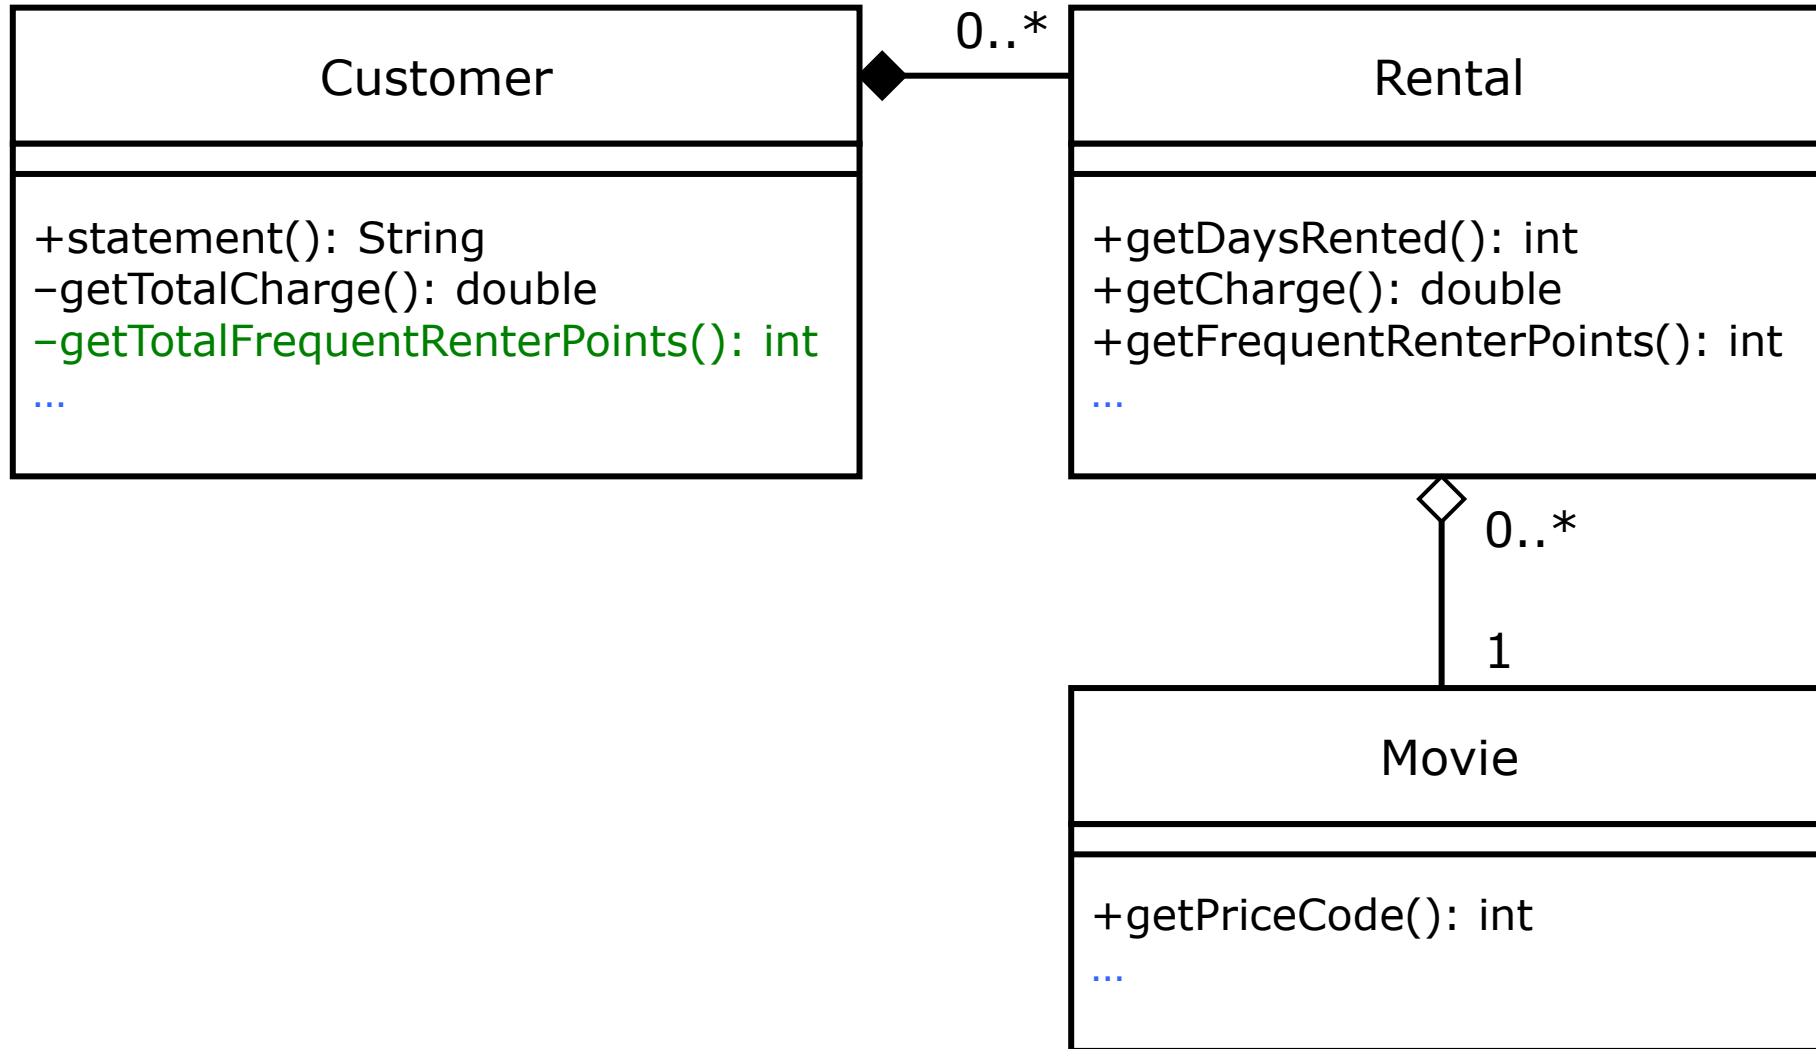 Customer
+statement(): String
–getTotalCharge(): double
–getTotalFrequentRenterPoints(): int
...
0..*
Rental
+getDaysRented(): int
+getCharge(): double
+getFrequentRenterPoints(): int
...
0..*
1
Movie
+getPriceCode(): int
...